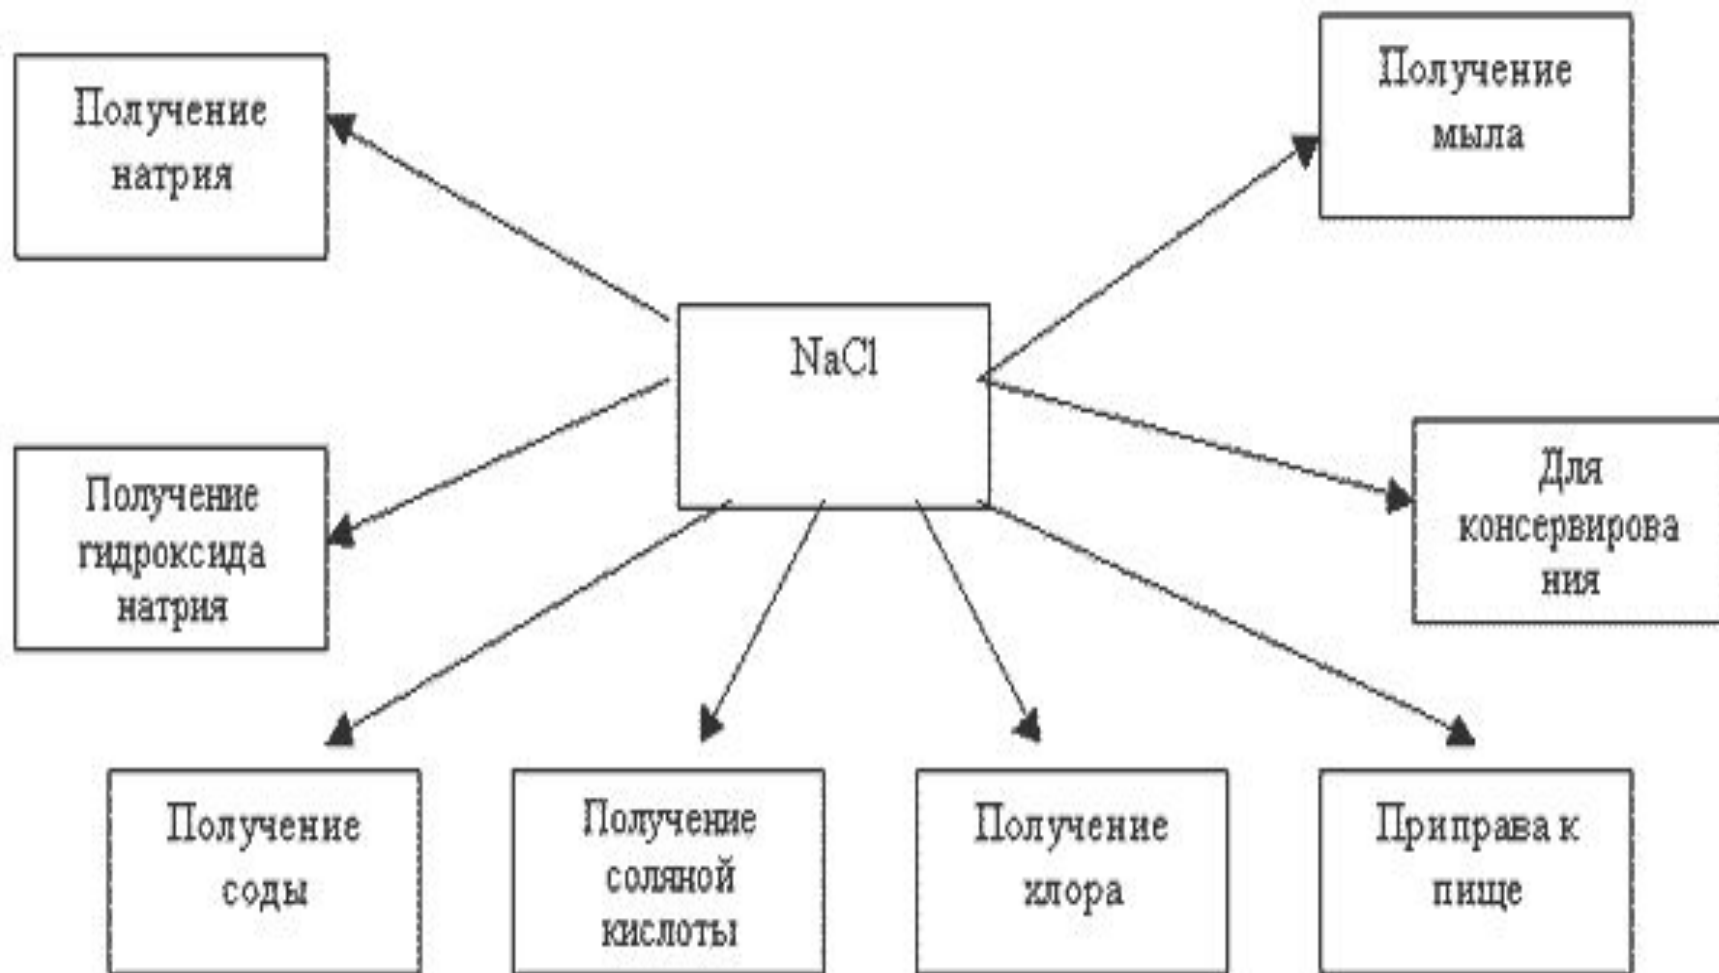 Получение
натрия
Получение
мыла
NaCl
Получение
гидроксида
натрия
Для
консервирова
ния
Получение
соды
Получение
соляной
кислоты
Получение
хлора
Приправа к
пище